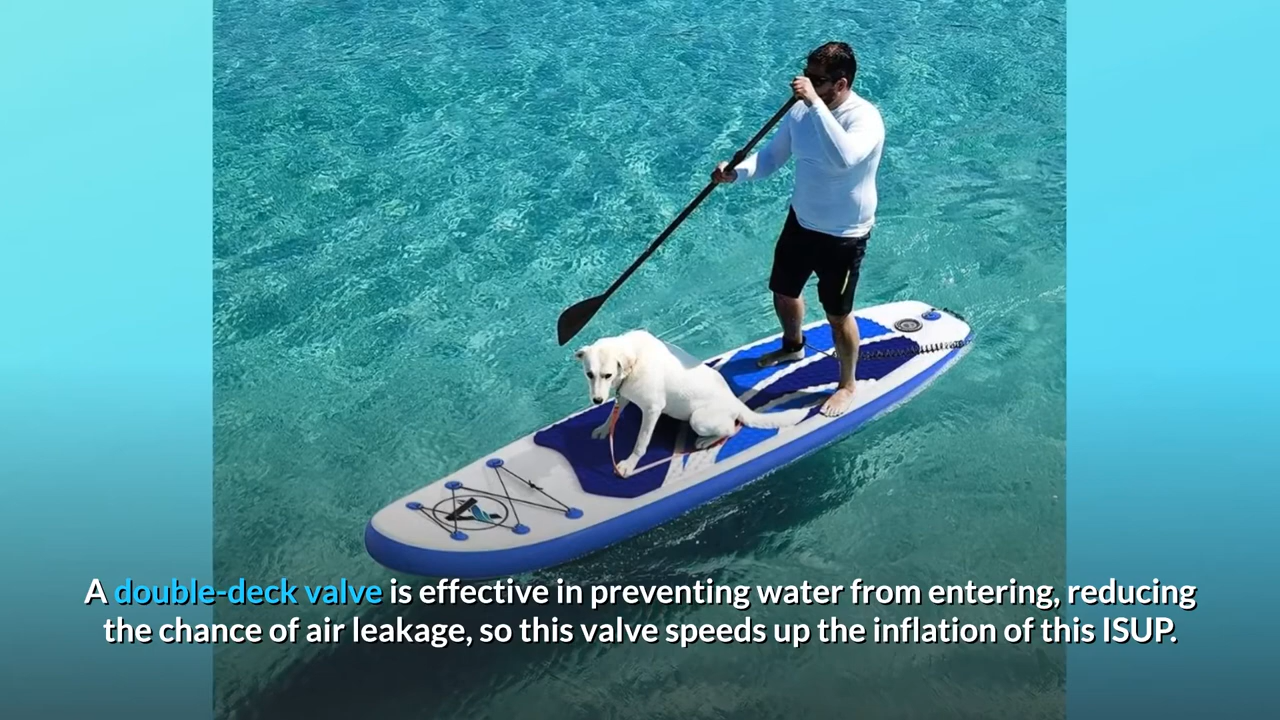 A double-deck valve is effective in preventing water from entering, reducing
the chance of air leakage, so this valve speeds up the inflation of this ISUP.